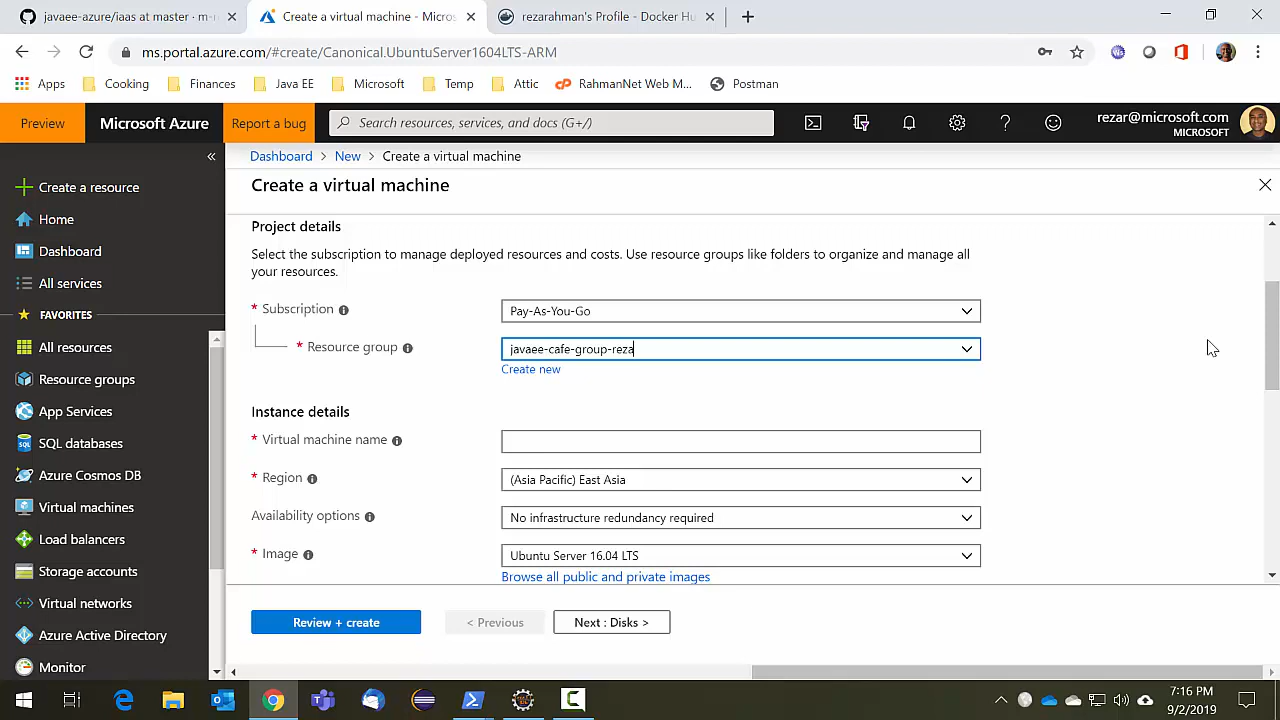 javaee-azure/iaas at master · m-r
Create a virtual machine - Micros
rezarahman's Profile - Docker Hu
ms.portal.azure.com/#create/Canonical.UbuntuServer1604LTS-ARM
Apps
Cooking
Finances
Java EE
Microsoft
Temp
Attic
RahmanNet Web M...
Postman
Preview
Microsoft Azure
Report a bug
Search resources, services, and docs (G+/)
rezar@microsoft.com
MICROSOFT
«
Dashboard > New > Create a virtual machine
Create a virtual machine
Create a resource
Home
Dashboard
All services
FAVORITES
All resources
Resource groups
App Services
SQL databases
Azure Cosmos DB
Virtual machines
Load balancers
Storage accounts
Virtual networks
Azure Active Directory
Monitor
Project details
Select the subscription to manage deployed resources and costs. Use resource groups like folders to organize and manage all
your resources.
* Subscription
Pay-As-You-Go
* Resource group
javaee-cafe-group-reza
Create new
Instance details
* Virtual machine name
* Region
(Asia Pacific) East Asia
Availability options
No infrastructure redundancy required
* Image
Ubuntu Server 16.04 LTS
Browse all public and private images
Review + create
< Previous
Next : Disks >
7:16 PM
9/2/2019